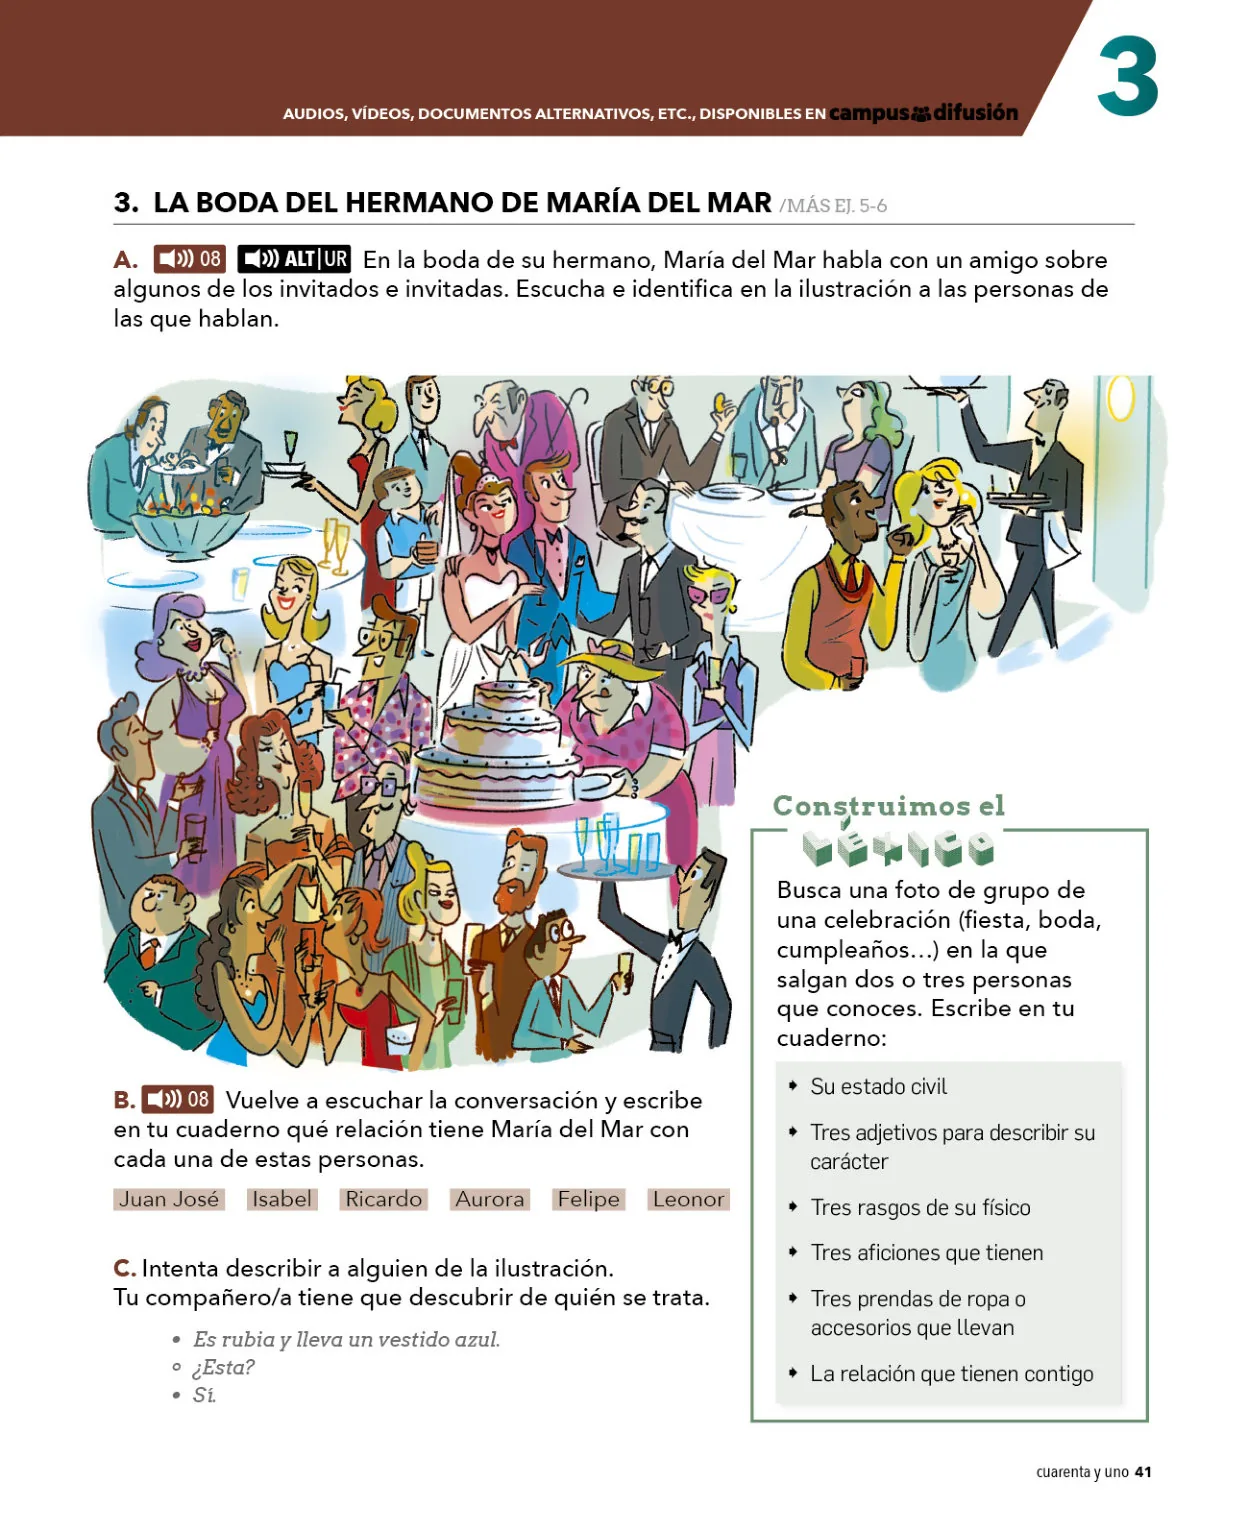 3
AUDIOS, VÍDEOS, DOCUMENTOS ALTERNATIVOS, ETC., DISPONIBLES EN campus difusión
3. LA BODA DEL HERMANO DE MARÍA DEL MAR /MÁS EJ. 5-6
A. 08 ALT|UR En la boda de su hermano, María del Mar habla con un amigo sobre
algunos de los invitados e invitadas. Escucha e identifica en la ilustración a las personas de
las que hablan.
B. 08 Vuelve a escuchar la conversación y escribe
en tu cuaderno qué relación tiene María del Mar con
cada una de estas personas.
Juan José Isabel Ricardo Aurora Felipe Leonor
C. Intenta describir a alguien de la ilustración.
Tu compañero/a tiene que descubrir de quién se trata.
• Es rubia y lleva un vestido azul.
○ ¿Esta?
• Sí.
Construimos el
LÉXICO
Busca una foto de grupo de
una celebración (fiesta, boda,
cumpleaños…) en la que
salgan dos o tres personas
que conoces. Escribe en tu
cuaderno:
➧ Su estado civil
➧ Tres adjetivos para describir su
carácter
➧ Tres rasgos de su físico
➧ Tres aficiones que tienen
➧ Tres prendas de ropa o
accesorios que llevan
➧ La relación que tienen contigo
cuarenta y uno 41